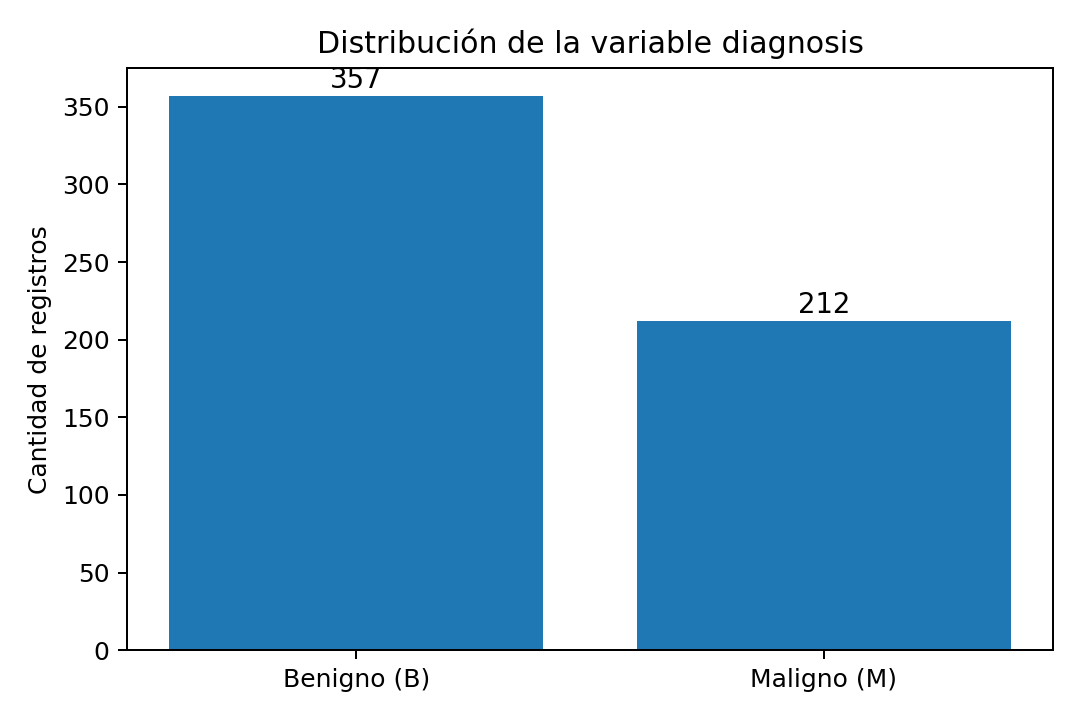 Distribución de la variable diagnosis
357
212
350
300
250
200
150
100
50
0
Cantidad de registros
Benigno (B)
Maligno (M)